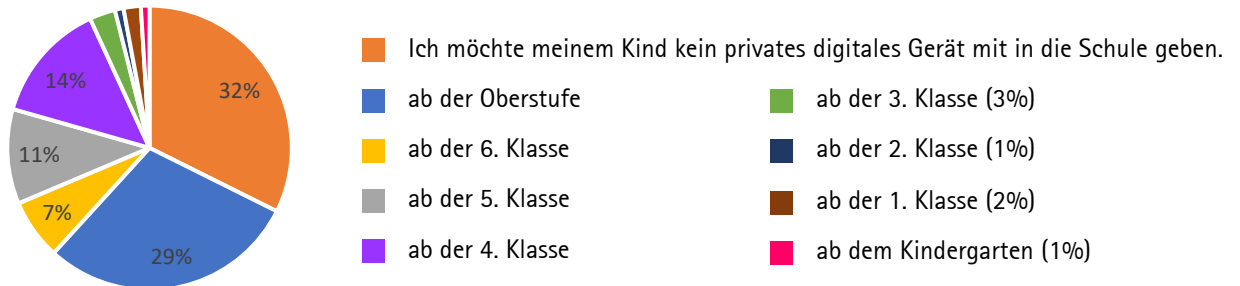 32%
29%
7%
11%
14%
Ich möchte meinem Kind kein privates digitales Gerät mit in die Schule geben.
ab der Oberstufe
ab der 6. Klasse
ab der 5. Klasse
ab der 4. Klasse
ab der 3. Klasse (3%)
ab der 2. Klasse (1%)
ab der 1. Klasse (2%)
ab dem Kindergarten (1%)